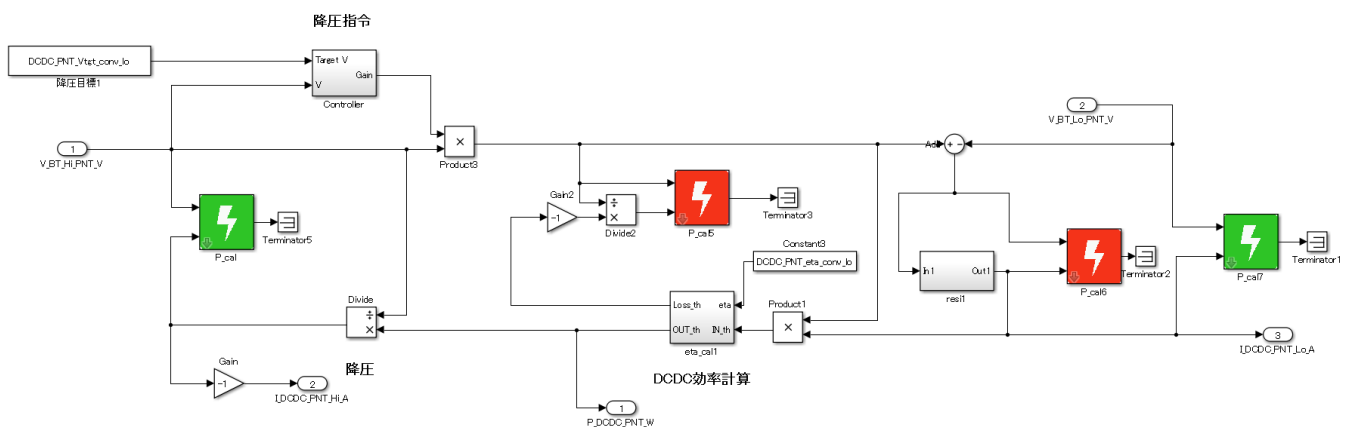 降圧指令
DCDC_PNT_Vtgt_conv_lo
降圧目標1
Target V
V
Gain
Controller
1
V_BT_Hi_PNT_V
×
Product3
2
V_BT_Lo_PNT_V
Add
+ −
P_cal
Terminator5
Gain2
-1
÷
×
Divide2
P_cal5
Terminator3
Constant3
DCDC_PNT_eta_conv_lo
In1
Out1
resi1
P_cal6
Terminator2
P_cal7
Terminator1
Divide
÷
×
Loss_th
eta
OUT_th
IN_th
eta_cal1
Product1
×
3
I_DCDC_PNT_Lo_A
Gain
-1
2
I_DCDC_PNT_Hi_A
降圧
DCDC効率計算
1
P_DCDC_PNT_W